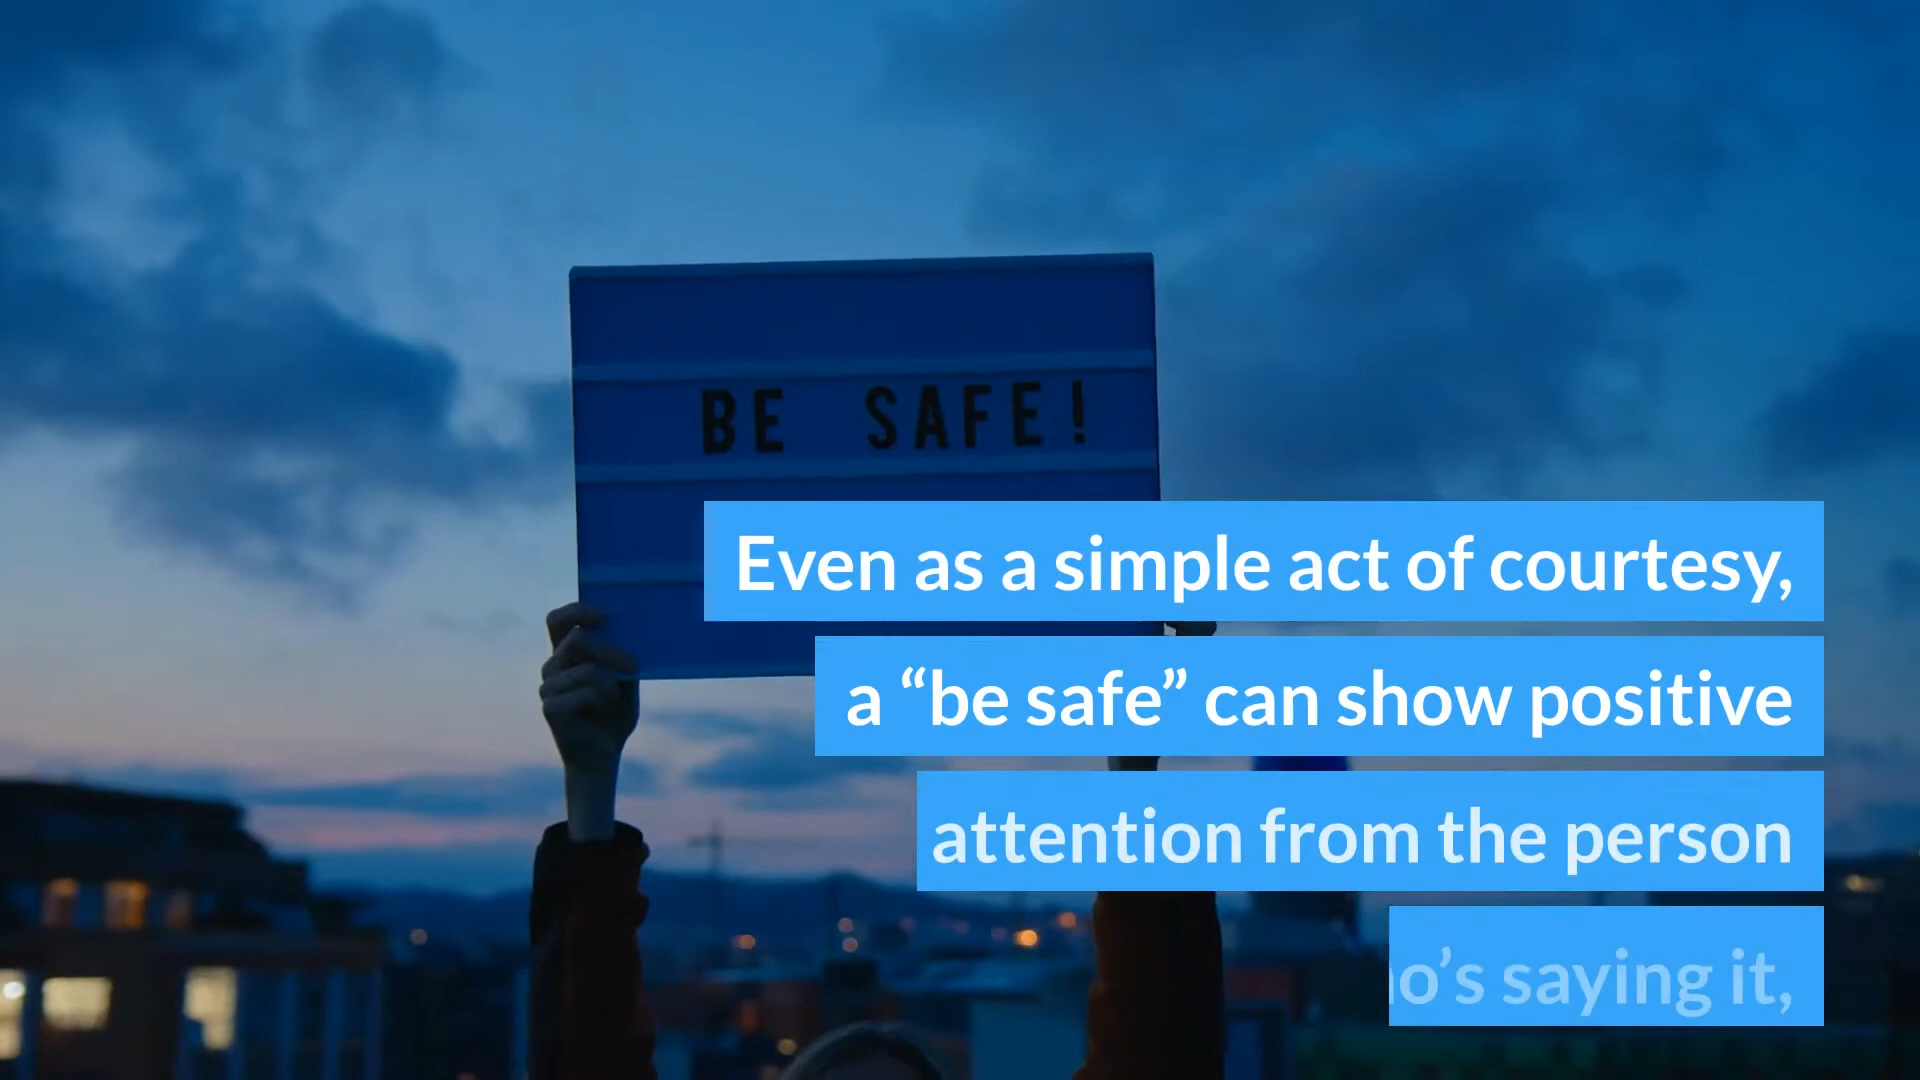 BE SAFE!
Even as a simple act of courtesy,
a “be safe” can show positive
attention from the person
saying it,